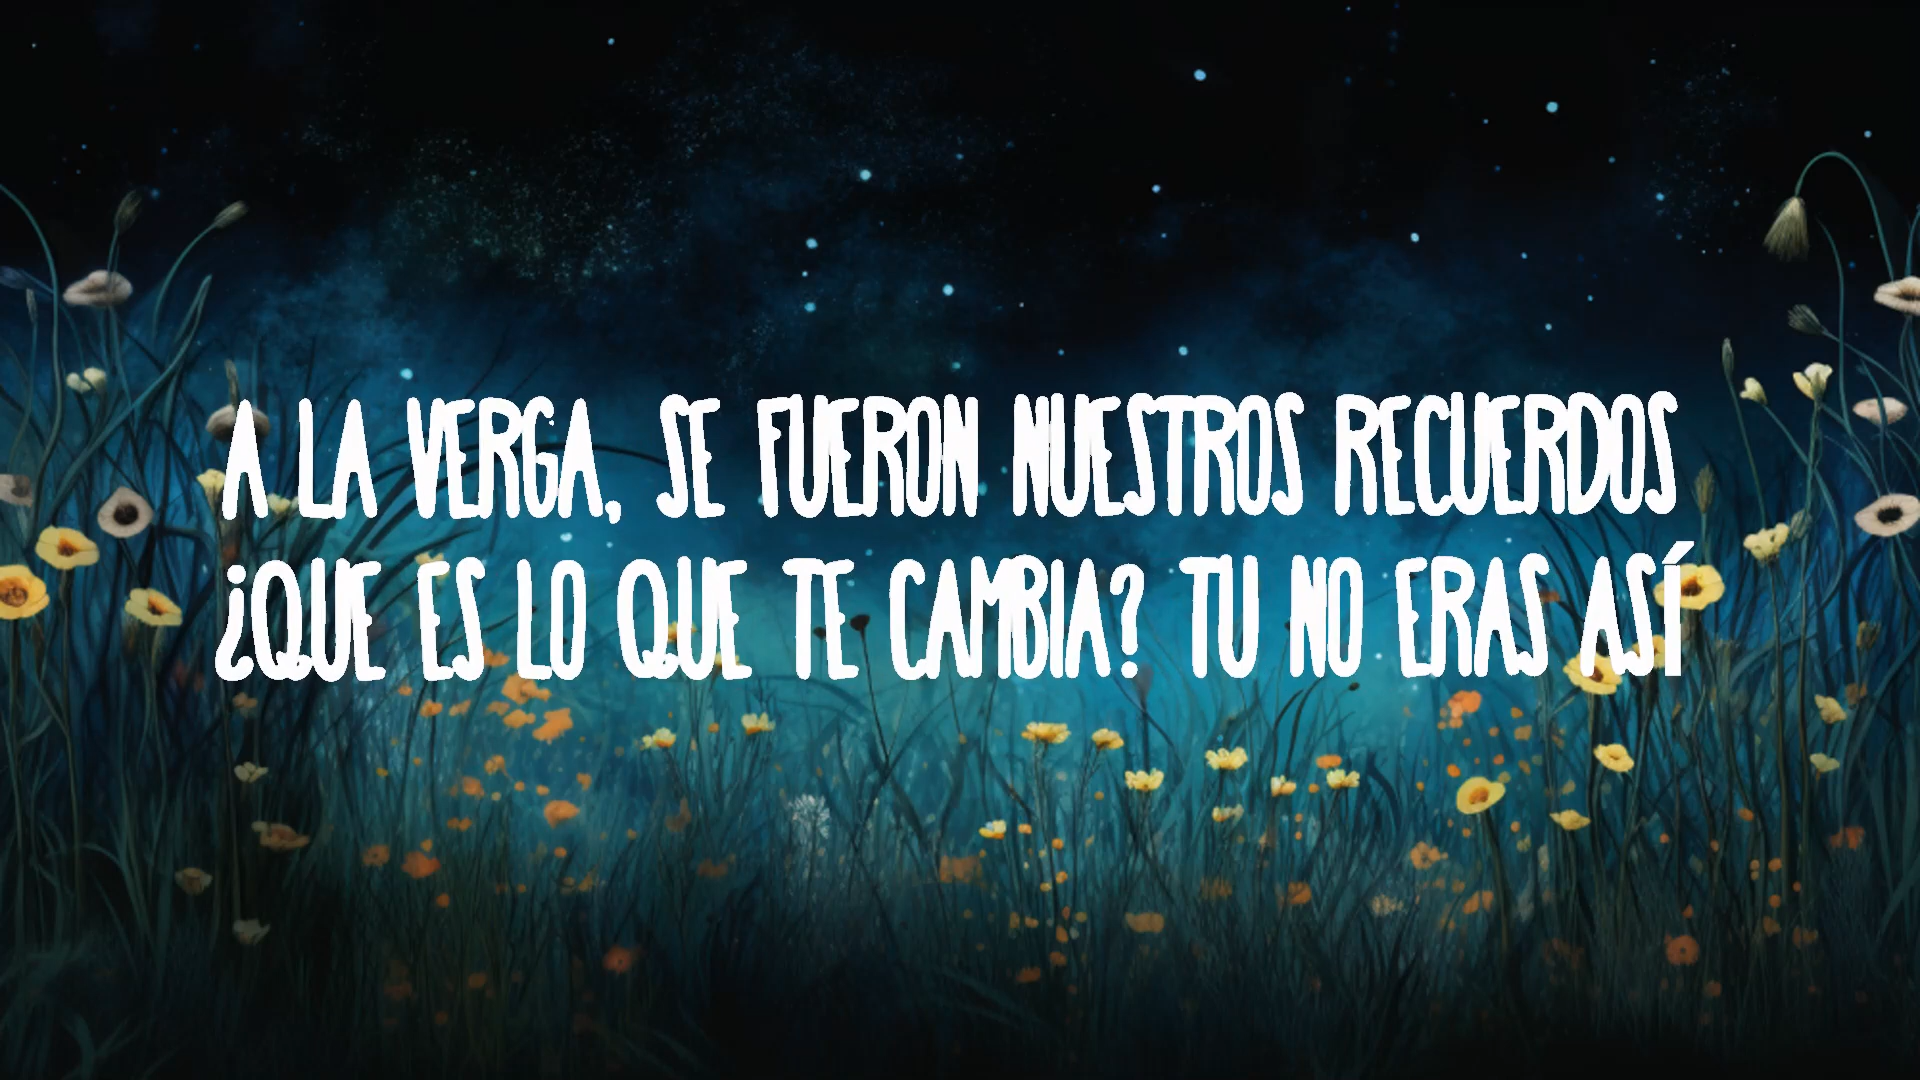 A LA VERGA, SE FUERON NUESTROS RECUERDOS
¿QUE ES LO QUE TE CAMBIA? TU NO ERAS ASÍ